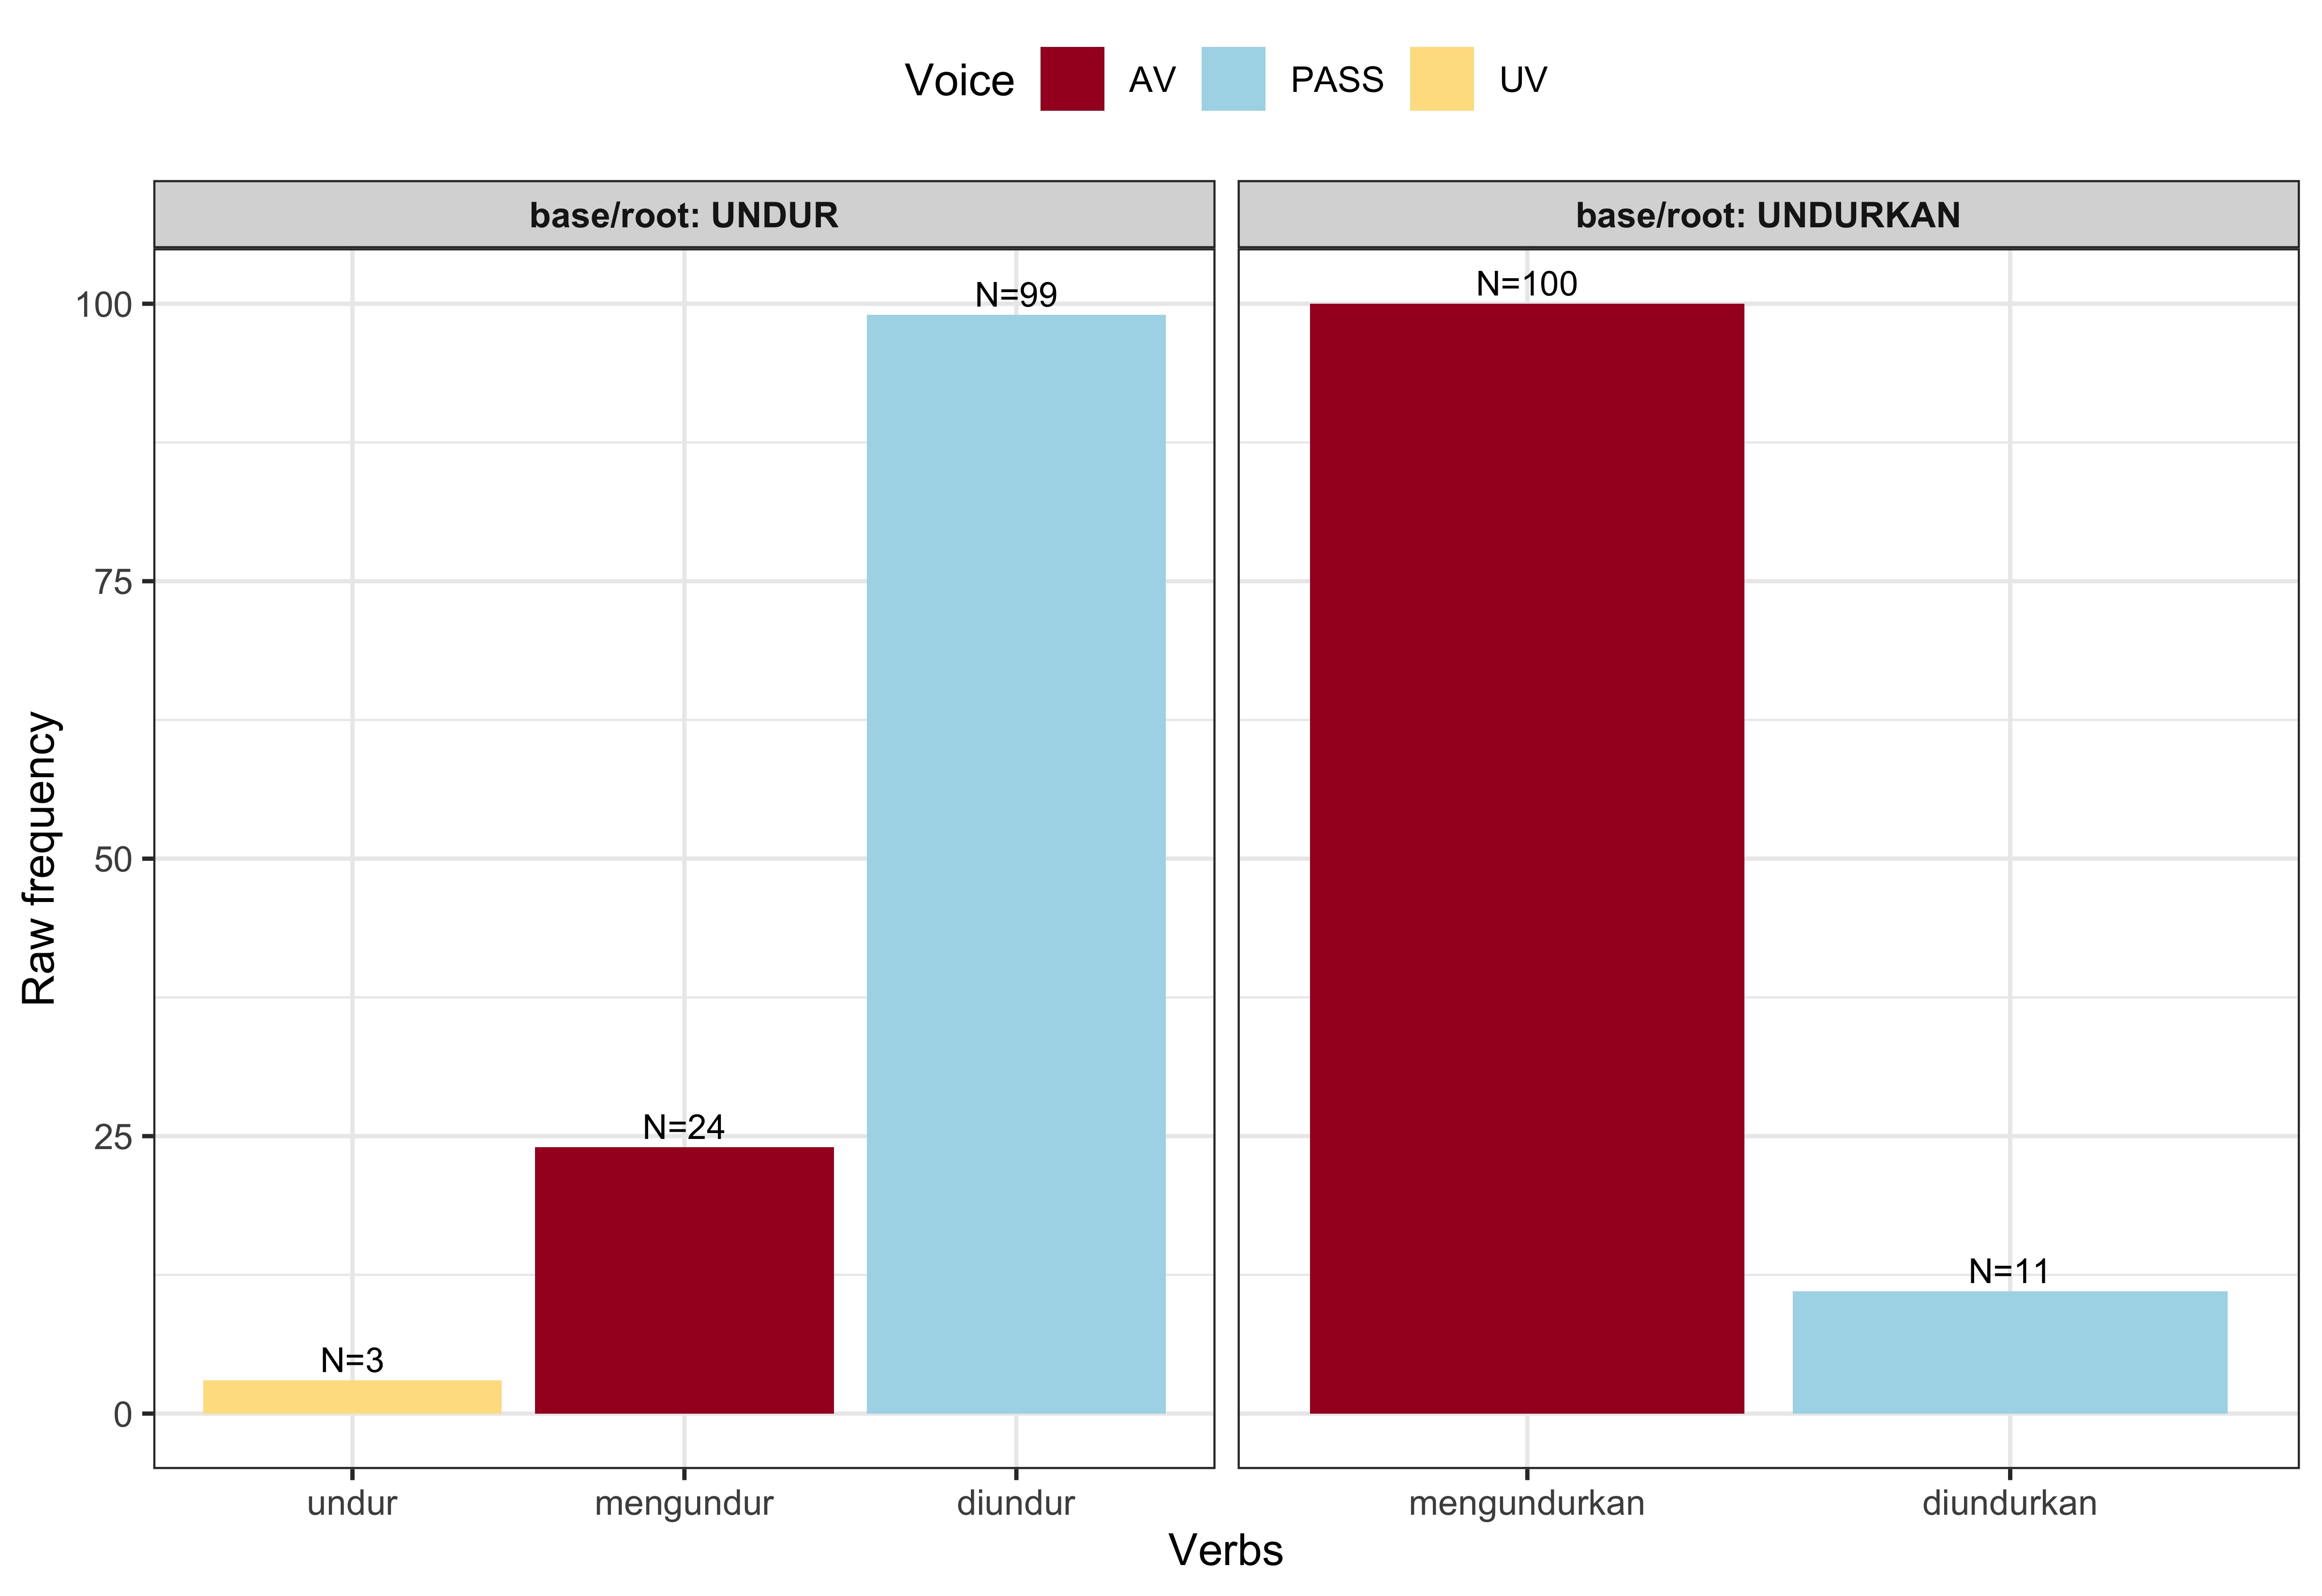 Voice AV PASS UV
base/root: UNDUR
base/root: UNDURKAN
Raw frequency
100
75
50
25
0
N=3
N=24
N=99
N=100
N=11
undur mengundur diundur mengundurkan diundurkan
Verbs